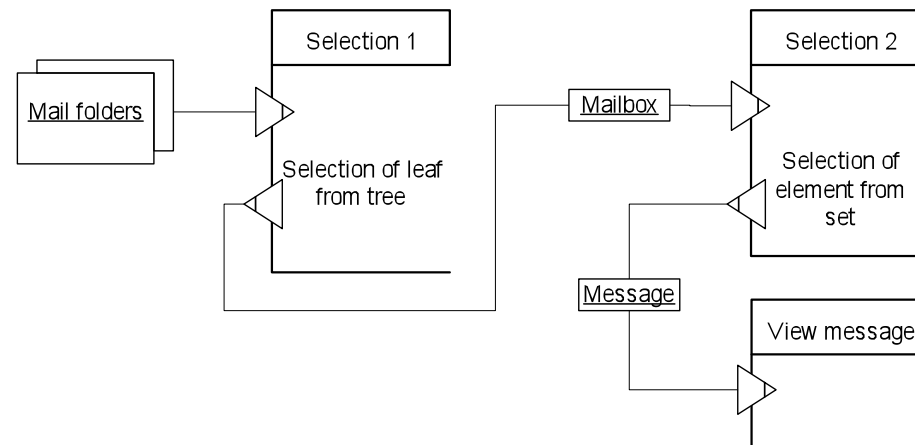 Selection 1
Selection 2
Mail folders
Mailbox
Selection of leaf
from tree
Selection of
element from
set
Message
View message